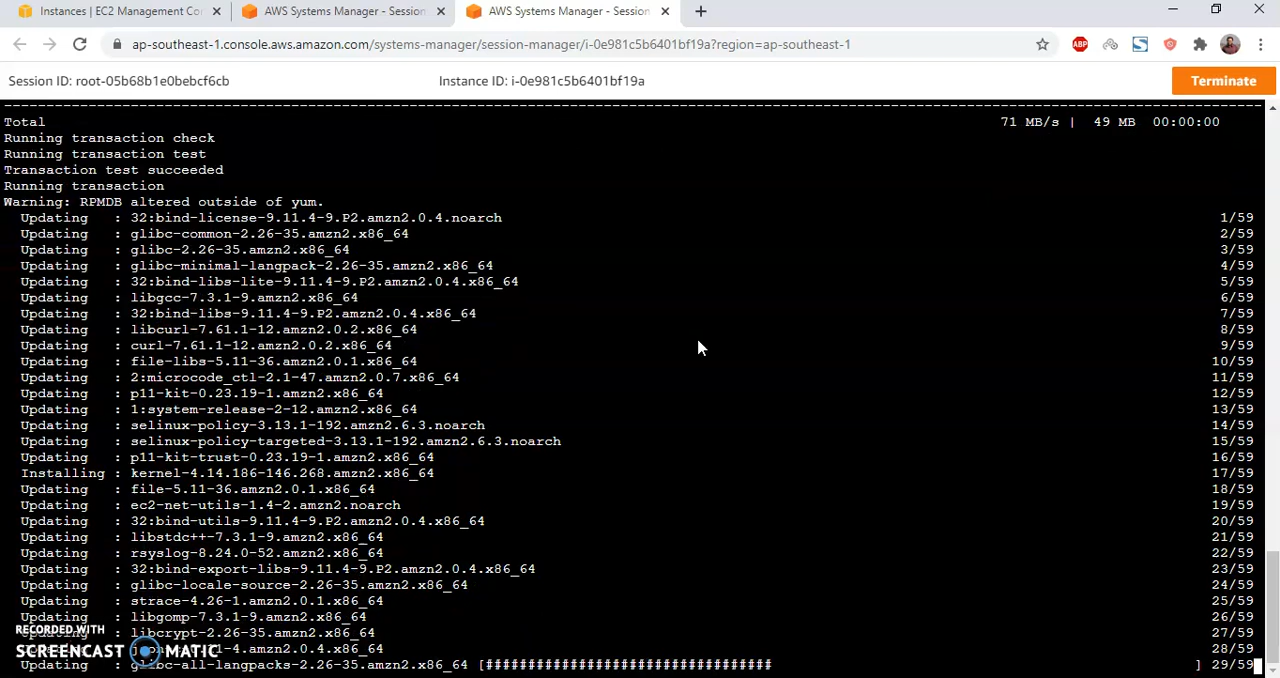 Instances | EC2 Management Co
AWS Systems Manager - Session
AWS Systems Manager - Session
ap-southeast-1.console.aws.amazon.com/systems-manager/session-manager/i-0e981c5b6401bf19a?region=ap-southeast-1
ABP
Session ID: root-05b68b1e0bebcf6cb
Instance ID: i-0e981c5b6401bf19a
Terminate
Total 71 MB/s | 49 MB 00:00:00
Running transaction check
Running transaction test
Transaction test succeeded
Running transaction
Warning: RPMDB altered outside of yum.
Updating : 32:bind-license-9.11.4-9.P2.amzn2.0.4.noarch 1/59
Updating : glibc-common-2.26-35.amzn2.x86_64 2/59
Updating : glibc-2.26-35.amzn2.x86_64 3/59
Updating : glibc-minimal-langpack-2.26-35.amzn2.x86_64 4/59
Updating : 32:bind-libs-lite-9.11.4-9.P2.amzn2.0.4.x86_64 5/59
Updating : libgcc-7.3.1-9.amzn2.x86_64 6/59
Updating : 32:bind-libs-9.11.4-9.P2.amzn2.0.4.x86_64 7/59
Updating : libcurl-7.61.1-12.amzn2.0.2.x86_64 8/59
Updating : curl-7.61.1-12.amzn2.0.2.x86_64 9/59
Updating : file-libs-5.11-36.amzn2.0.1.x86_64 10/59
Updating : 2:microcode_ctl-2.1-47.amzn2.0.7.x86_64 11/59
Updating : p11-kit-0.23.19-1.amzn2.x86_64 12/59
Updating : 1:system-release-2-12.amzn2.x86_64 13/59
Updating : selinux-policy-3.13.1-192.amzn2.6.3.noarch 14/59
Updating : selinux-policy-targeted-3.13.1-192.amzn2.6.3.noarch 15/59
Updating : p11-kit-trust-0.23.19-1.amzn2.x86_64 16/59
Installing : kernel-4.14.186-146.268.amzn2.x86_64 17/59
Updating : file-5.11-36.amzn2.0.1.x86_64 18/59
Updating : ec2-net-utils-1.4-2.amzn2.noarch 19/59
Updating : 32:bind-utils-9.11.4-9.P2.amzn2.0.4.x86_64 20/59
Updating : libstdc++-7.3.1-9.amzn2.x86_64 21/59
Updating : rsyslog-8.24.0-52.amzn2.x86_64 22/59
Updating : 32:bind-export-libs-9.11.4-9.P2.amzn2.0.4.x86_64 23/59
Updating : glibc-locale-source-2.26-35.amzn2.x86_64 24/59
Updating : strace-4.26-1.amzn2.0.1.x86_64 25/59
Updating : libgomp-7.3.1-9.amzn2.x86_64 26/59
: libcrypt-2.26-35.amzn2.x86_64 27/59
28/59
Updating : glibc-all-langpacks-2.26-35.amzn2.x86_64 [################################## ] 29/59
RECORDED WITH
SCREENCAST MATIC